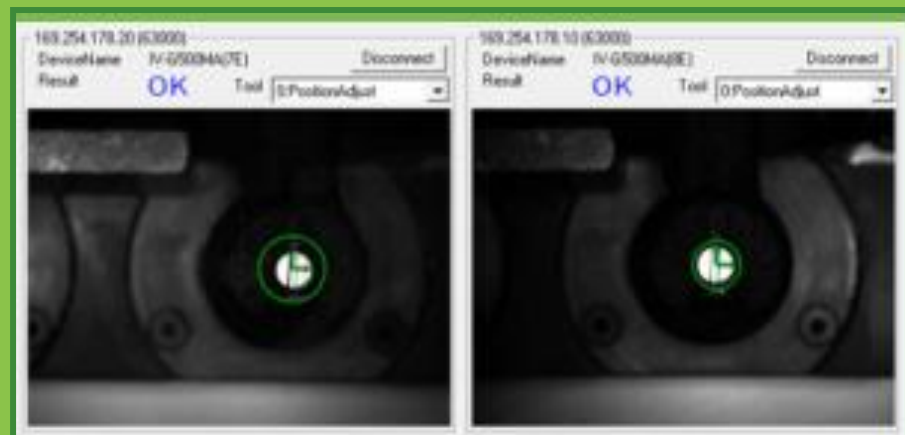 169.254.178.20 (63000)
DeviceName IV-G500MA(7E) Disconnect
Result OK Tool 0:PositionAdjust
169.254.178.10 (63000)
DeviceName IV-G500MA(8E) Disconnect
Result OK Tool 0:PositionAdjust